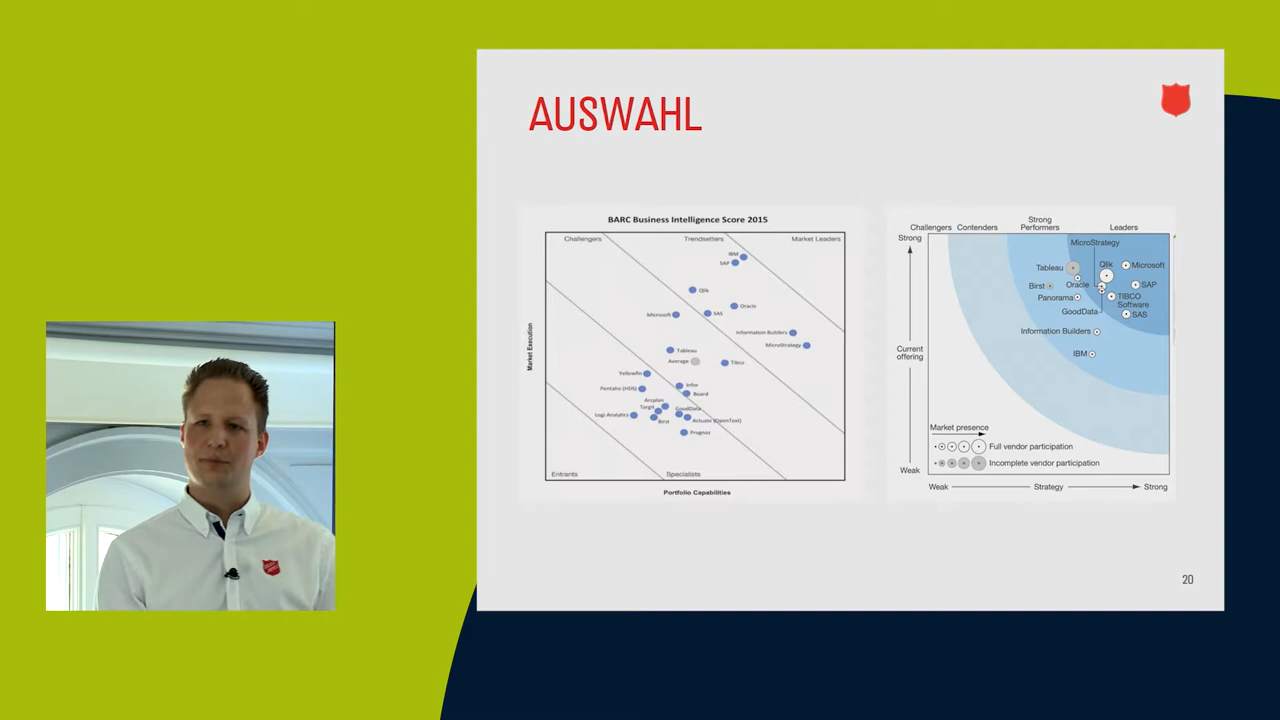 AUSWAHL
BARC Business Intelligence Score 2015
Challengers
Trendsetters
Market Leaders
IBM
SAP
Qlik
Oracle
SAS
Microsoft
Information Builders
MicroStrategy
Tableau
Average
Tibco
Yellowfin
Infor
Pentaho (HDS)
Board
Arcplan
Targit
GoodData
Logi Analytics
Birst
Actuate (OpenText)
Prognoz
Entrants
Specialists
Market Execution
Portfolio Capabilities
Challengers
Contenders
Strong
Performers
Leaders
Strong
MicroStrategy
Tableau
Qlik
Microsoft
Birst
Oracle
SAP
Panorama
TIBCO
Software
GoodData
SAS
Information Builders
IBM
Current
offering
Market presence
Full vendor participation
Incomplete vendor participation
Weak
Weak
Strategy
Strong
20